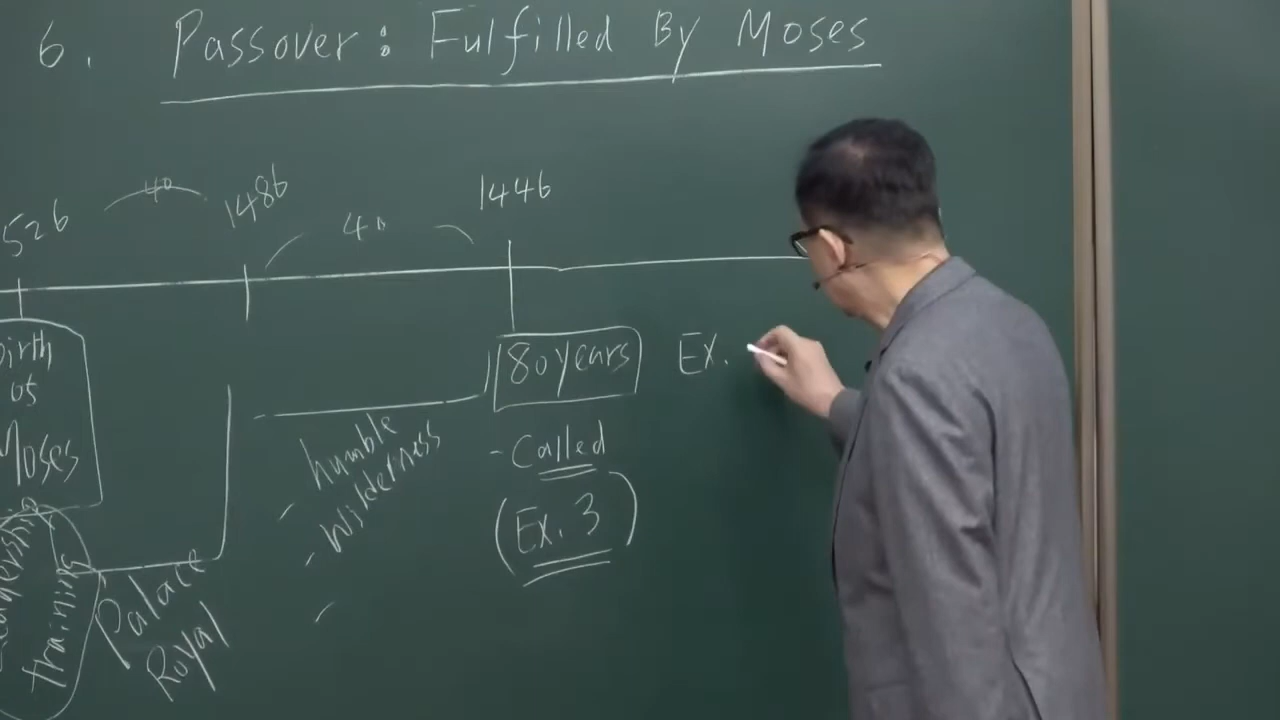 6. Passover: Fulfilled By Moses
526
40
1486
40
1446
Birth
of
Moses
80 years
Ex.
- Called
(Ex. 3)
- humble
- Wilderness
-
training
Palace
Royal